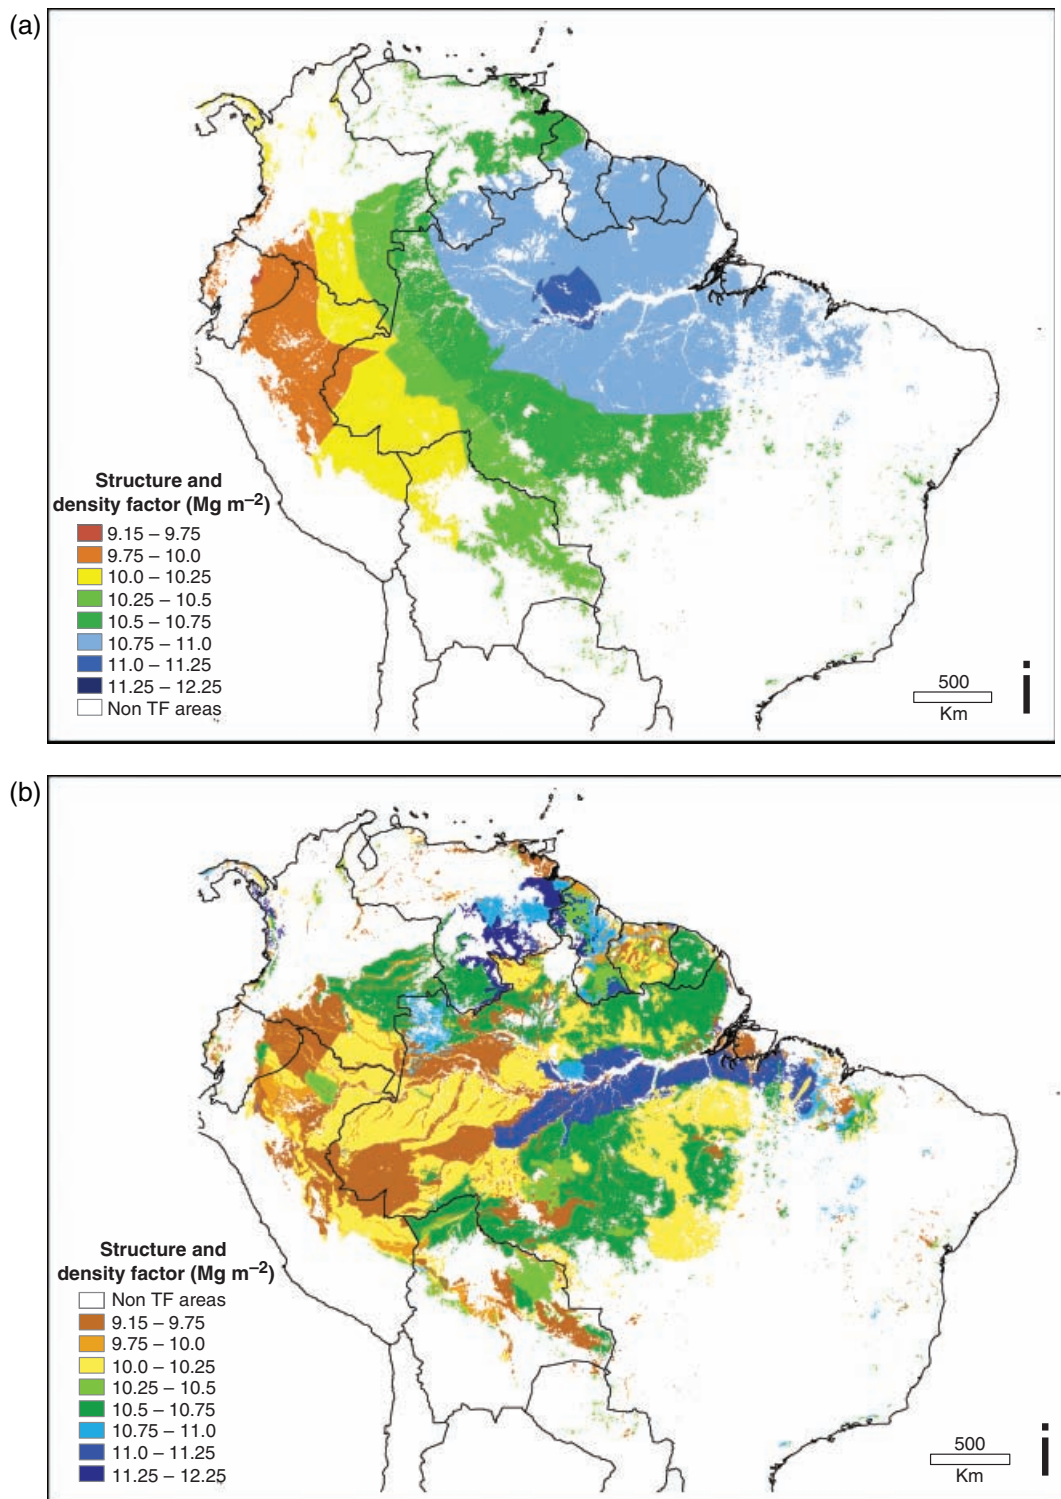 (a)
Structure and
density factor (Mg m−2)
9.15 – 9.75
9.75 – 10.0
10.0 – 10.25
10.25 – 10.5
10.5 – 10.75
10.75 – 11.0
11.0 – 11.25
11.25 – 12.25
Non TF areas
500
Km
(b)
Structure and
density factor (Mg m−2)
Non TF areas
9.15 – 9.75
9.75 – 10.0
10.0 – 10.25
10.25 – 10.5
10.5 – 10.75
10.75 – 11.0
11.0 – 11.25
11.25 – 12.25
500
Km